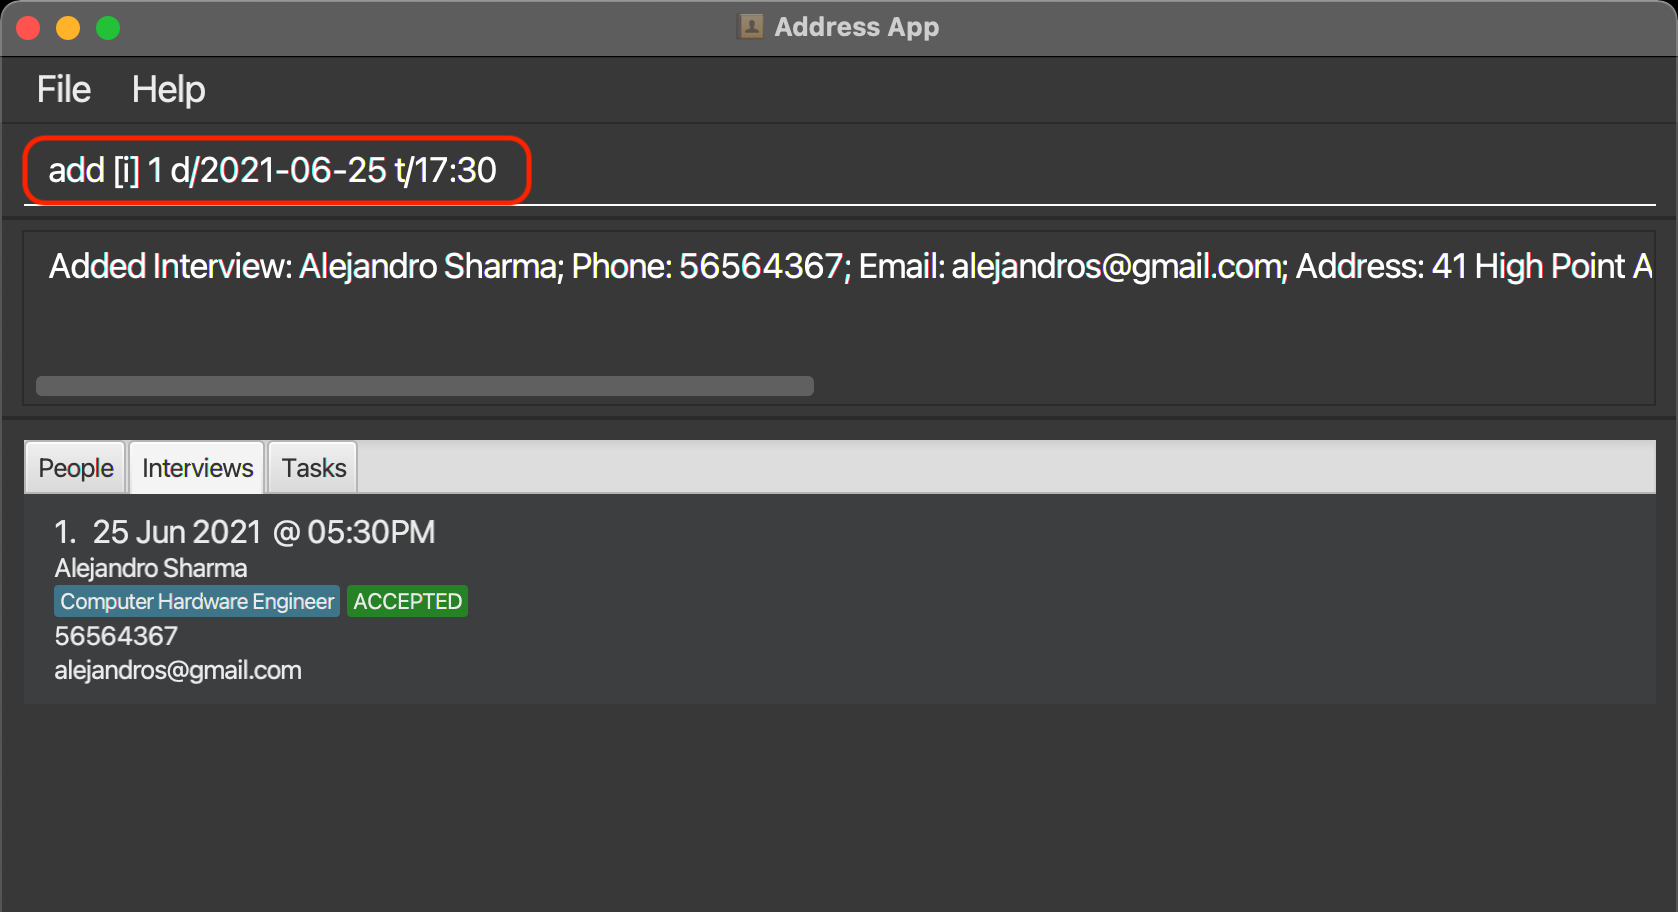 Address App
File Help
add [i] 1 d/2021-06-25 t/17:30
Added Interview: Alejandro Sharma; Phone: 56564367; Email: alejandros@gmail.com; Address: 41 High Point A
People Interviews Tasks
1. 25 Jun 2021 @ 05:30PM
Alejandro Sharma
Computer Hardware Engineer ACCEPTED
56564367
alejandros@gmail.com